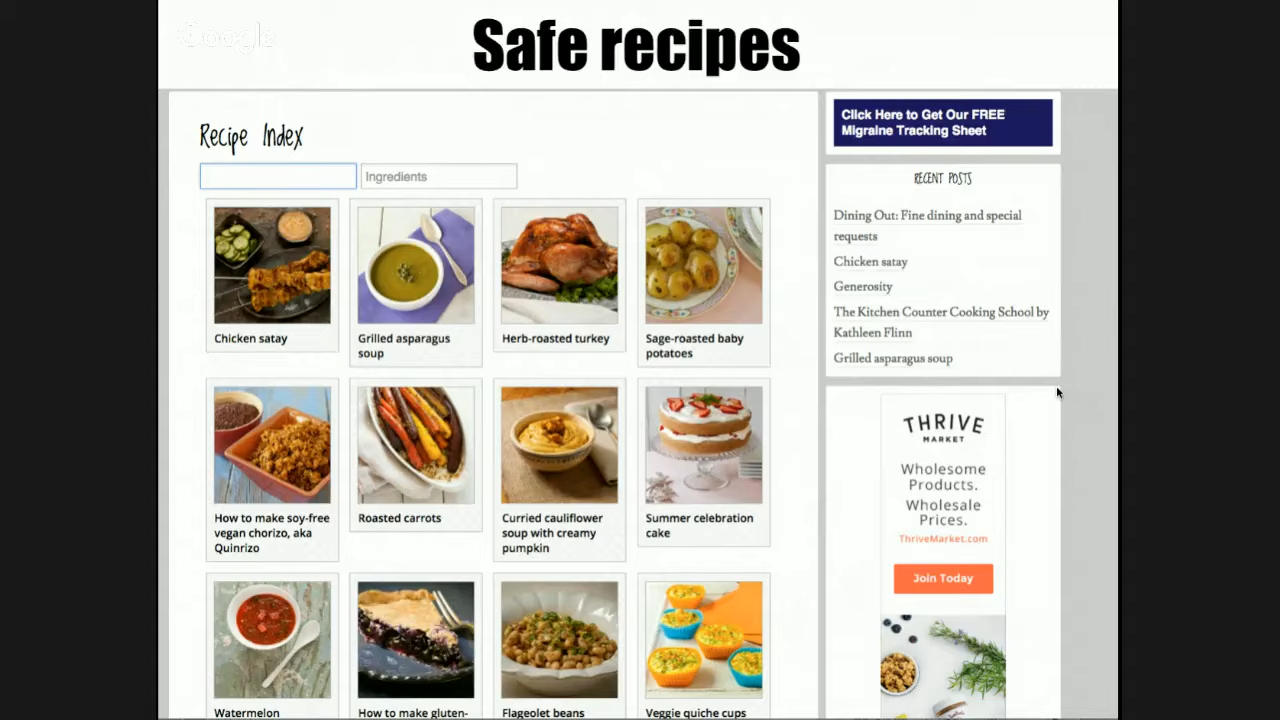 Google
Safe recipes
Recipe Index
Ingredients
Chicken satay
Grilled asparagus
soup
Herb-roasted turkey
Sage-roasted baby
potatoes
How to make soy-free
vegan chorizo, aka
Quinrizo
Roasted carrots
Curried cauliflower
soup with creamy
pumpkin
Summer celebration
cake
Watermelon
How to make gluten-
Flageolet beans
Veggie quiche cups
Click Here to Get Our FREE
Migraine Tracking Sheet
RECENT POSTS
Dining Out: Fine dining and special
requests
Chicken satay
Generosity
The Kitchen Counter Cooking School by
Kathleen Flinn
Grilled asparagus soup
THRIVE
MARKET
Wholesome
Products.
Wholesale
Prices.
ThriveMarket.com
Join Today